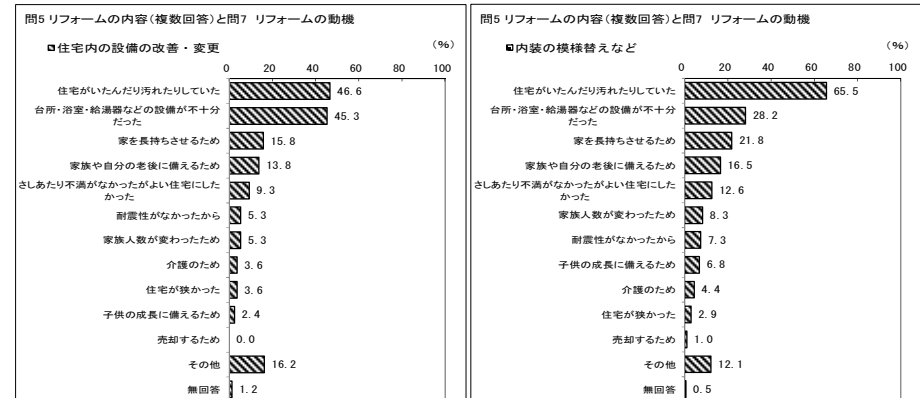 問5 リフォームの内容(複数回答)と問7 リフォームの動機
住宅内の設備の改善・変更
(%)
0 20 40 60 80 100
住宅がいたんだり汚れたりしていた 46.6
台所・浴室・給湯器などの設備が不十分
だった 45.3
家を長持ちさせるため 15.8
家族や自分の老後に備えるため 13.8
さしあたり不満がなかったがよい住宅にした
かった 9.3
耐震性がなかったから 5.3
家族人数が変わったため 5.3
介護のため 3.6
住宅が狭かった 3.6
子供の成長に備えるため 2.4
売却するため 0.0
その他 16.2
無回答 1.2
問5 リフォームの内容(複数回答)と問7 リフォームの動機
内装の模様替えなど
(%)
0 20 40 60 80 100
住宅がいたんだり汚れたりしていた 65.5
台所・浴室・給湯器などの設備が不十分
だった 28.2
家を長持ちさせるため 21.8
家族や自分の老後に備えるため 16.5
さしあたり不満がなかったがよい住宅にした
かった 12.6
家族人数が変わったため 8.3
耐震性がなかったから 7.3
子供の成長に備えるため 6.8
介護のため 4.4
住宅が狭かった 2.9
売却するため 1.0
その他 12.1
無回答 0.5